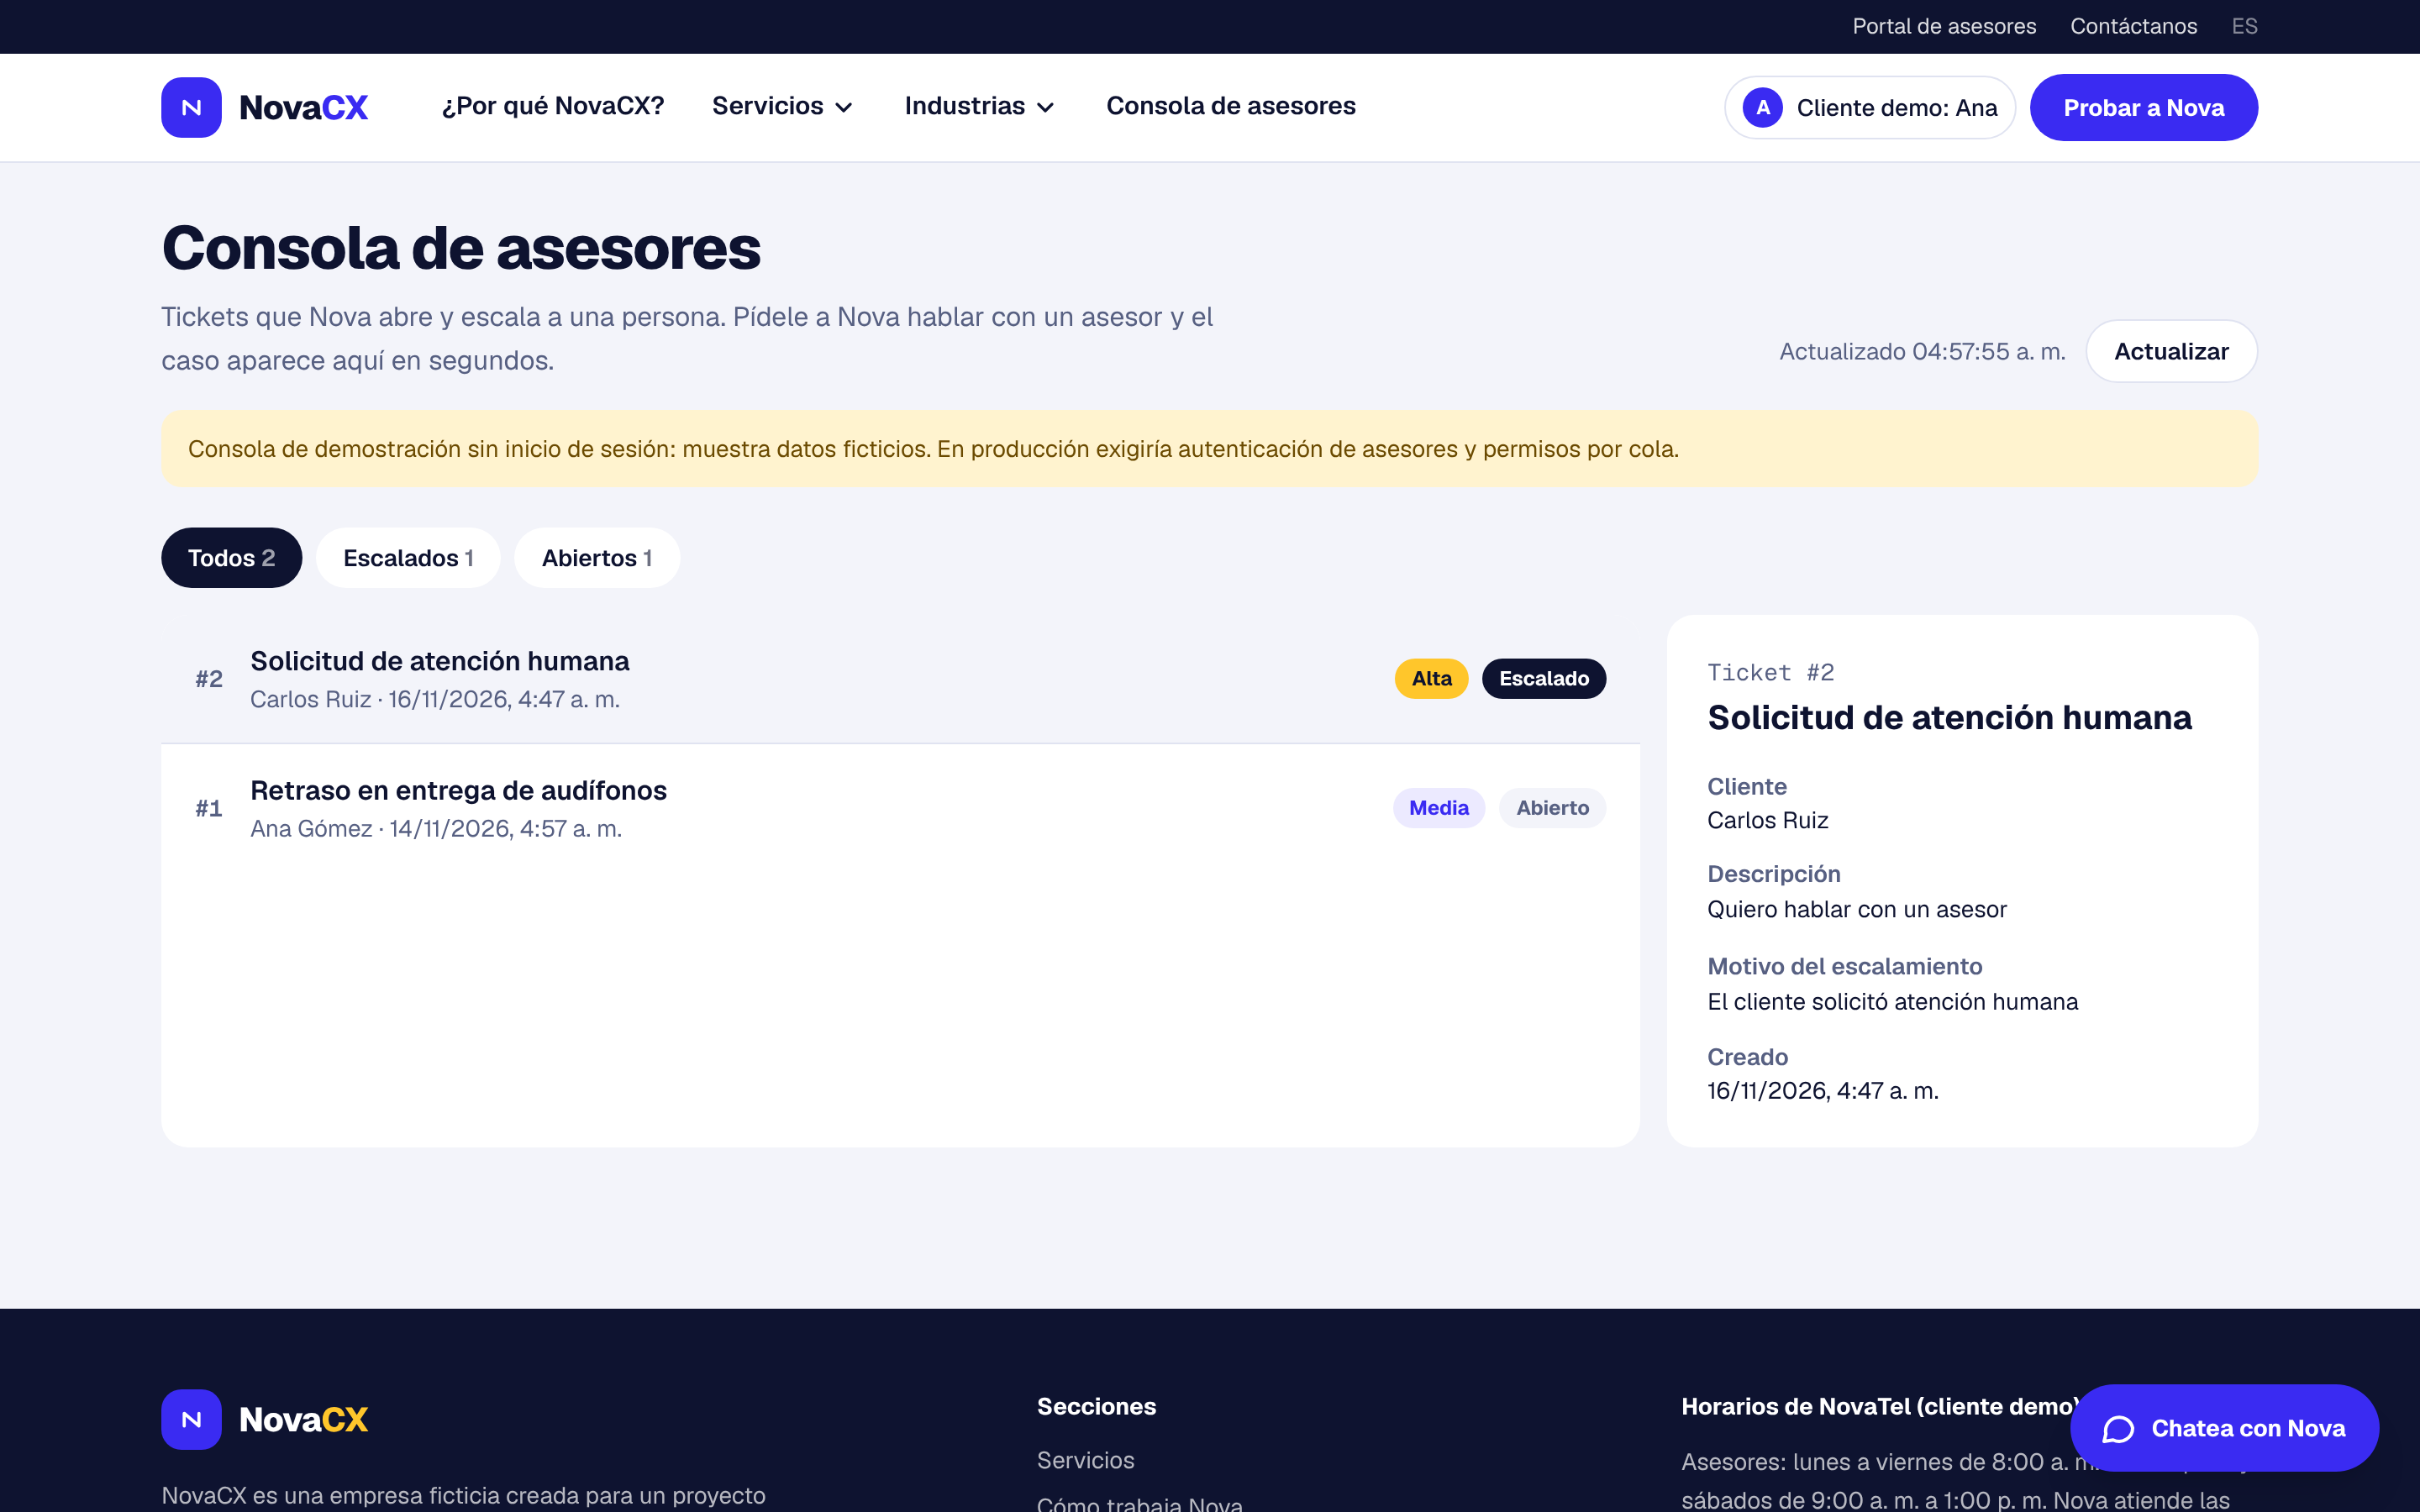 Portal de asesores Contáctanos ES
N NovaCX ¿Por qué NovaCX? Servicios Industrias Consola de asesores A Cliente demo: Ana Probar a Nova
Consola de asesores
Tickets que Nova abre y escala a una persona. Pídele a Nova hablar con un asesor y el
caso aparece aquí en segundos.
Actualizado 04:57:55 a. m. Actualizar
Consola de demostración sin inicio de sesión: muestra datos ficticios. En producción exigiría autenticación de asesores y permisos por cola.
Todos 2 Escalados 1 Abiertos 1
#2 Solicitud de atención humana
Carlos Ruiz · 16/11/2026, 4:47 a. m.
Alta Escalado
#1 Retraso en entrega de audífonos
Ana Gómez · 14/11/2026, 4:57 a. m.
Media Abierto
Ticket #2
Solicitud de atención humana
Cliente
Carlos Ruiz
Descripción
Quiero hablar con un asesor
Motivo del escalamiento
El cliente solicitó atención humana
Creado
16/11/2026, 4:47 a. m.
N NovaCX
NovaCX es una empresa ficticia creada para un proyecto
Secciones
Servicios
Cómo trabaja Nova
Horarios de NovaTel (cliente demo)
Asesores: lunes a viernes de 8:00 a.
sábados de 9:00 a. m. a 1:00 p. m. Nova atiende las
Chatea con Nova